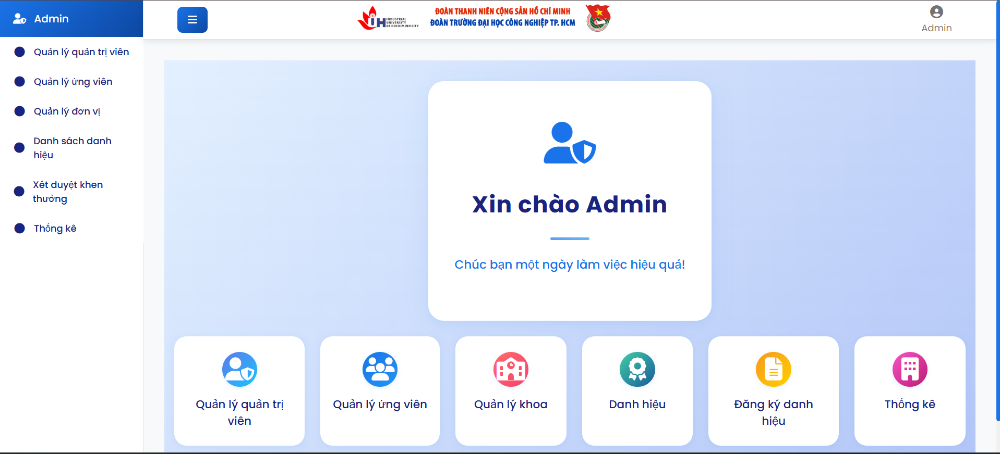 Admin
Quản lý quản trị viên
Quản lý ứng viên
Quản lý đơn vị
Danh sách danh
hiệu
Xét duyệt khen
thưởng
Thống kê
IUH
INDUSTRIAL
UNIVERSITY
OF HOCHIMINH CITY
ĐOÀN THANH NIÊN CỘNG SẢN HỒ CHÍ MINH
ĐOÀN TRƯỜNG ĐẠI HỌC CÔNG NGHIỆP TP. HCM
Admin
Xin chào Admin
Chúc bạn một ngày làm việc hiệu quả!
Quản lý quản trị
viên
Quản lý ứng viên
Quản lý khoa
Danh hiệu
Đăng ký danh
hiệu
Thống kê